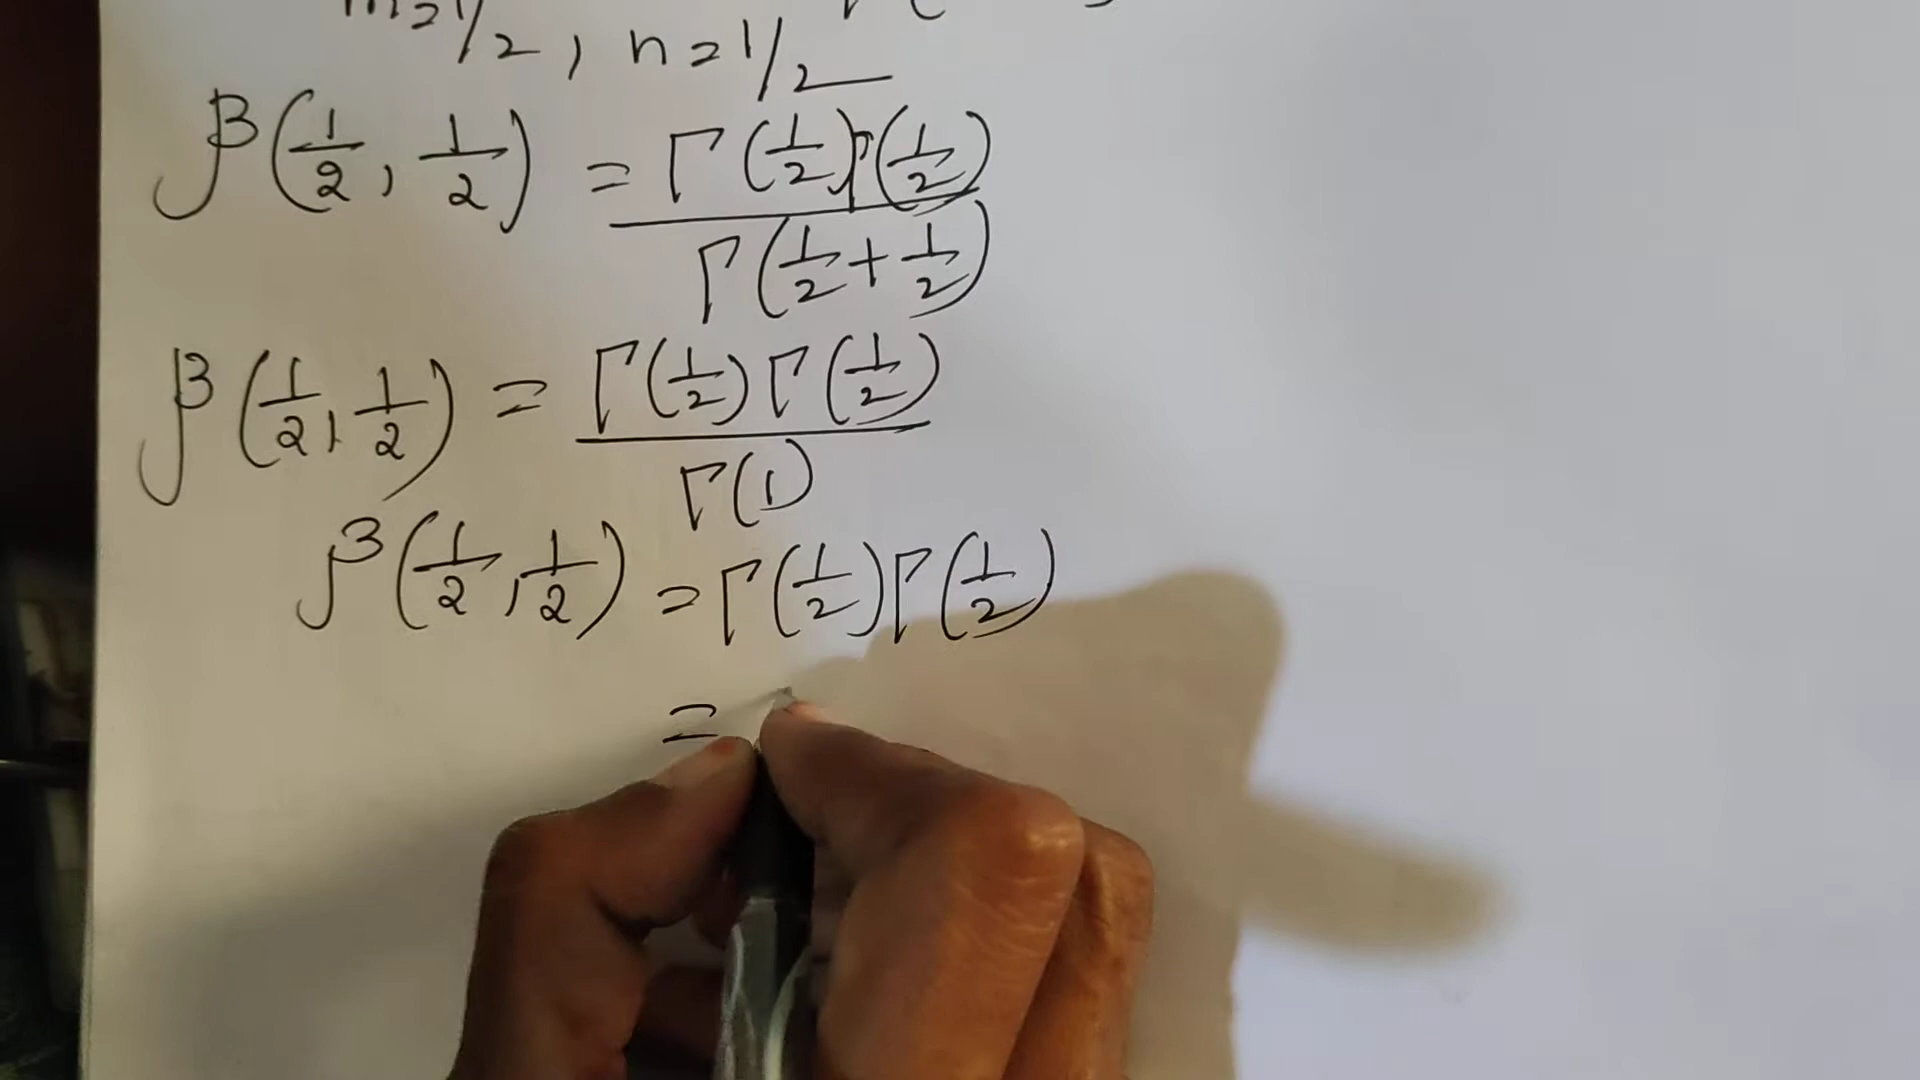 m=1/2, n=1/2
β(1/2, 1/2) = Γ(1/2)Γ(1/2) / Γ(1/2+1/2)
β(1/2, 1/2) = Γ(1/2)Γ(1/2) / Γ(1)
β(1/2, 1/2) = Γ(1/2)Γ(1/2)
=